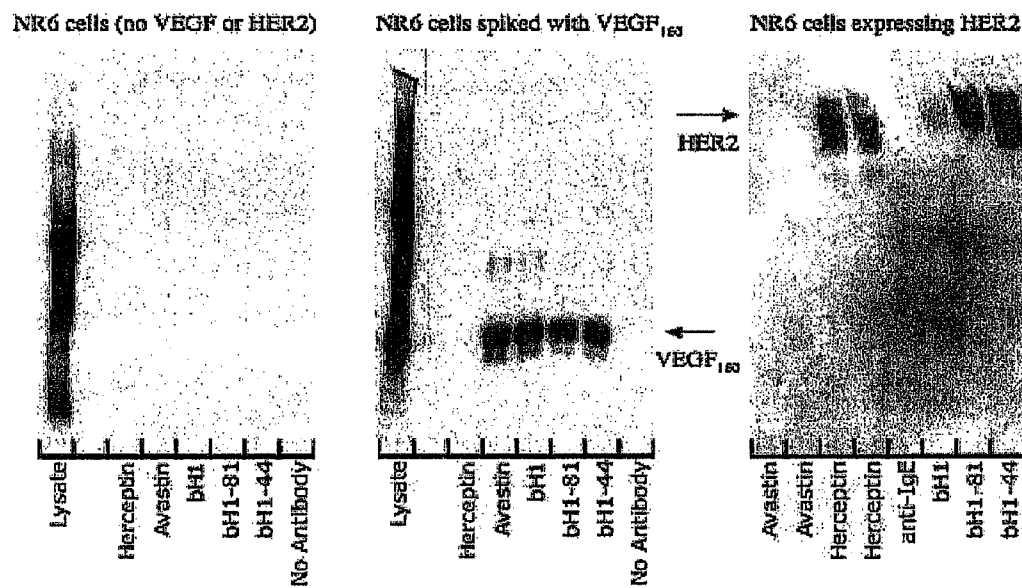 NR6 cells (no VEGF or HER2)
NR6 cells spiked with VEGF₁₆₀
NR6 cells expressing HER2
HER2
VEGF₁₆₀
Lysate
Herceptin
Avastin
bH1
bH1-81
bH1-44
No Antibody
Lysate
Herceptin
Avastin
bH1
bH1-81
bH1-44
No Antibody
Avastin
Avastin
Herceptin
Herceptin
anti-IgE
bH1
bH1-81
bH1-44